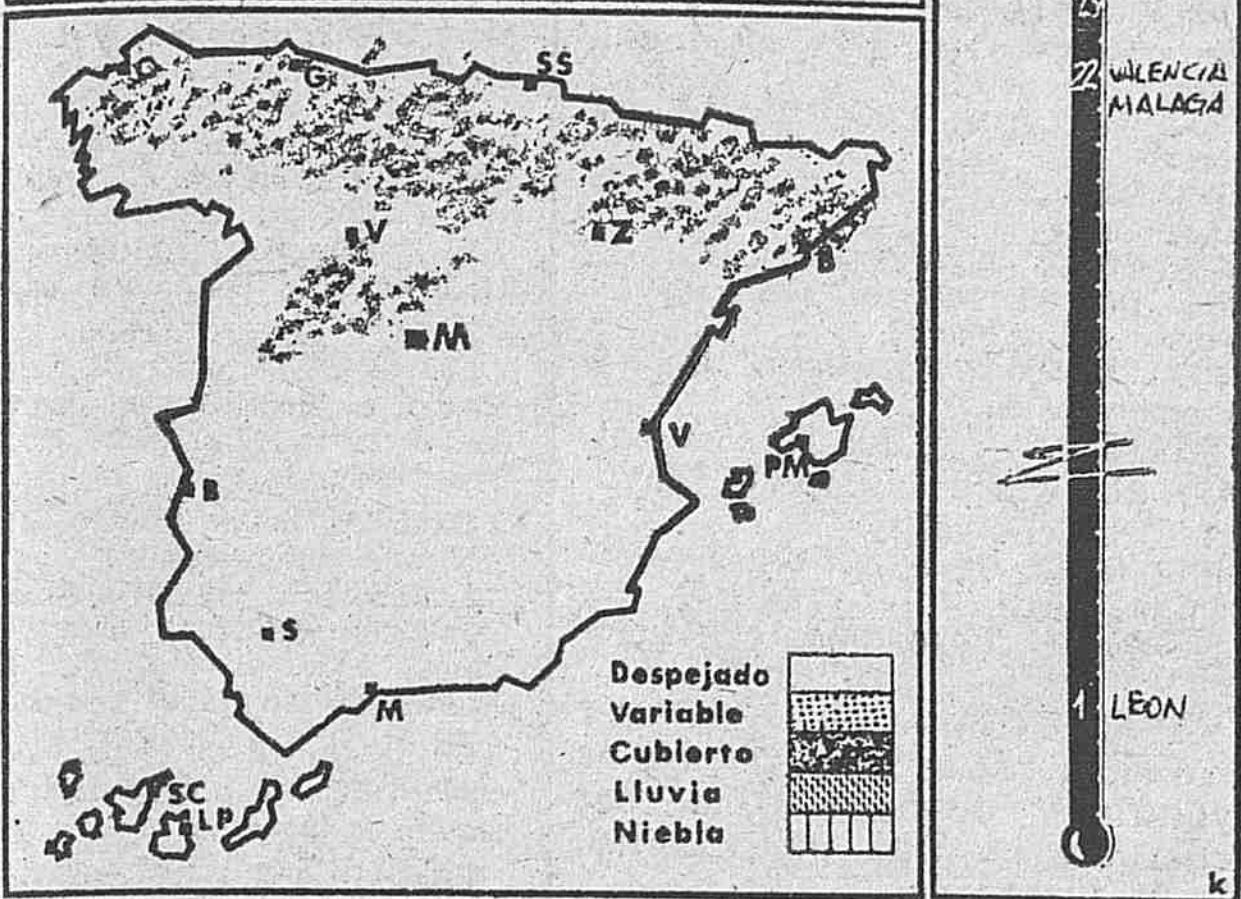 G
SS
V
Z
B
M
V
PM
B
S
M
SC
LP
Despejado
Variable
Cubierto
Lluvia
Niebla
22 VALENCIA
MALAGA
1 LEON
k